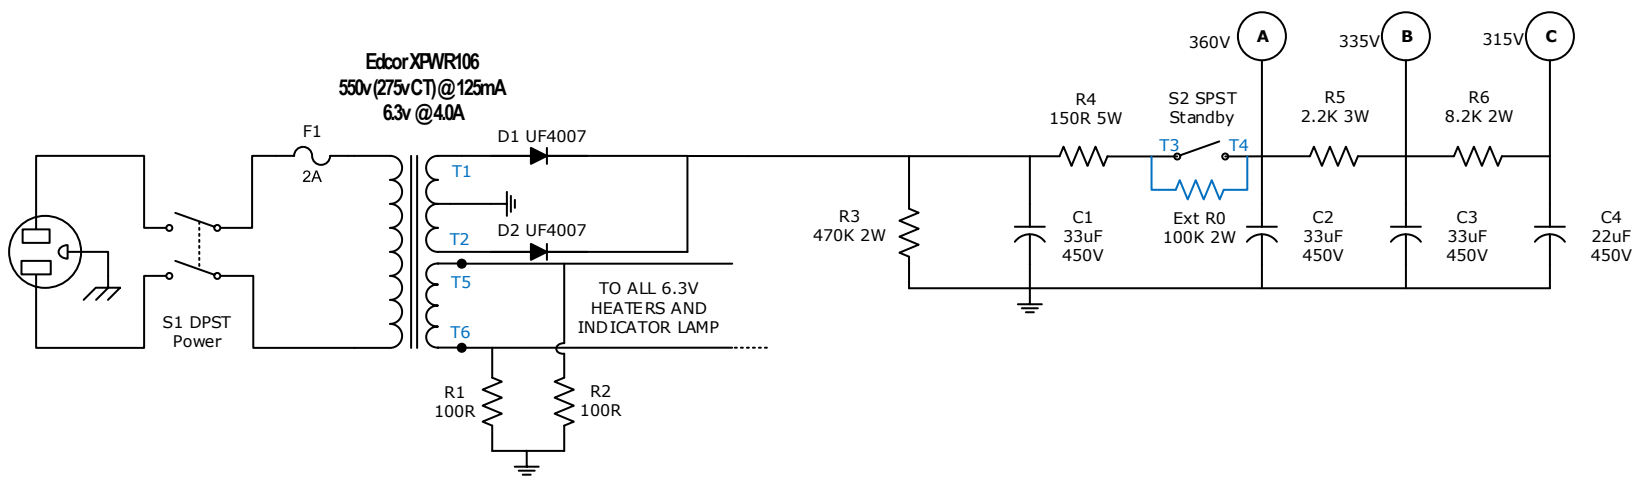 Edcor XPWR106
550v (275v CT) @ 125mA
6.3v @ 4.0A
F1
2A
S1 DPST
Power
D1 UF4007
T1
T2
D2 UF4007
T5
T6
TO ALL 6.3V
HEATERS AND
INDICATOR LAMP
R1
100R
R2
100R
R3
470K 2W
C1
33uF
450V
R4
150R 5W
S2 SPST
Standby
T3
T4
Ext R0
100K 2W
360V
A
C2
33uF
450V
R5
2.2K 3W
335V
B
C3
33uF
450V
R6
8.2K 2W
315V
C
C4
22uF
450V